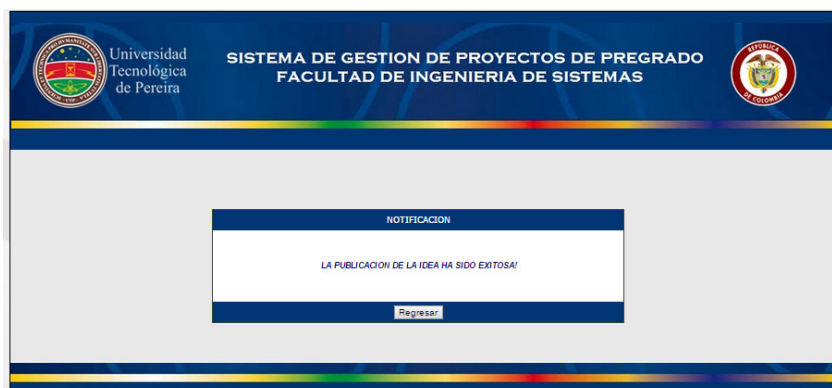 Universidad
Tecnológica
de Pereira
SISTEMA DE GESTION DE PROYECTOS DE PREGRADO
FACULTAD DE INGENIERIA DE SISTEMAS
REPÚBLICA
DE COLOMBIA
NOTIFICACION
LA PUBLICACION DE LA IDEA HA SIDO EXITOSA!
Regresar